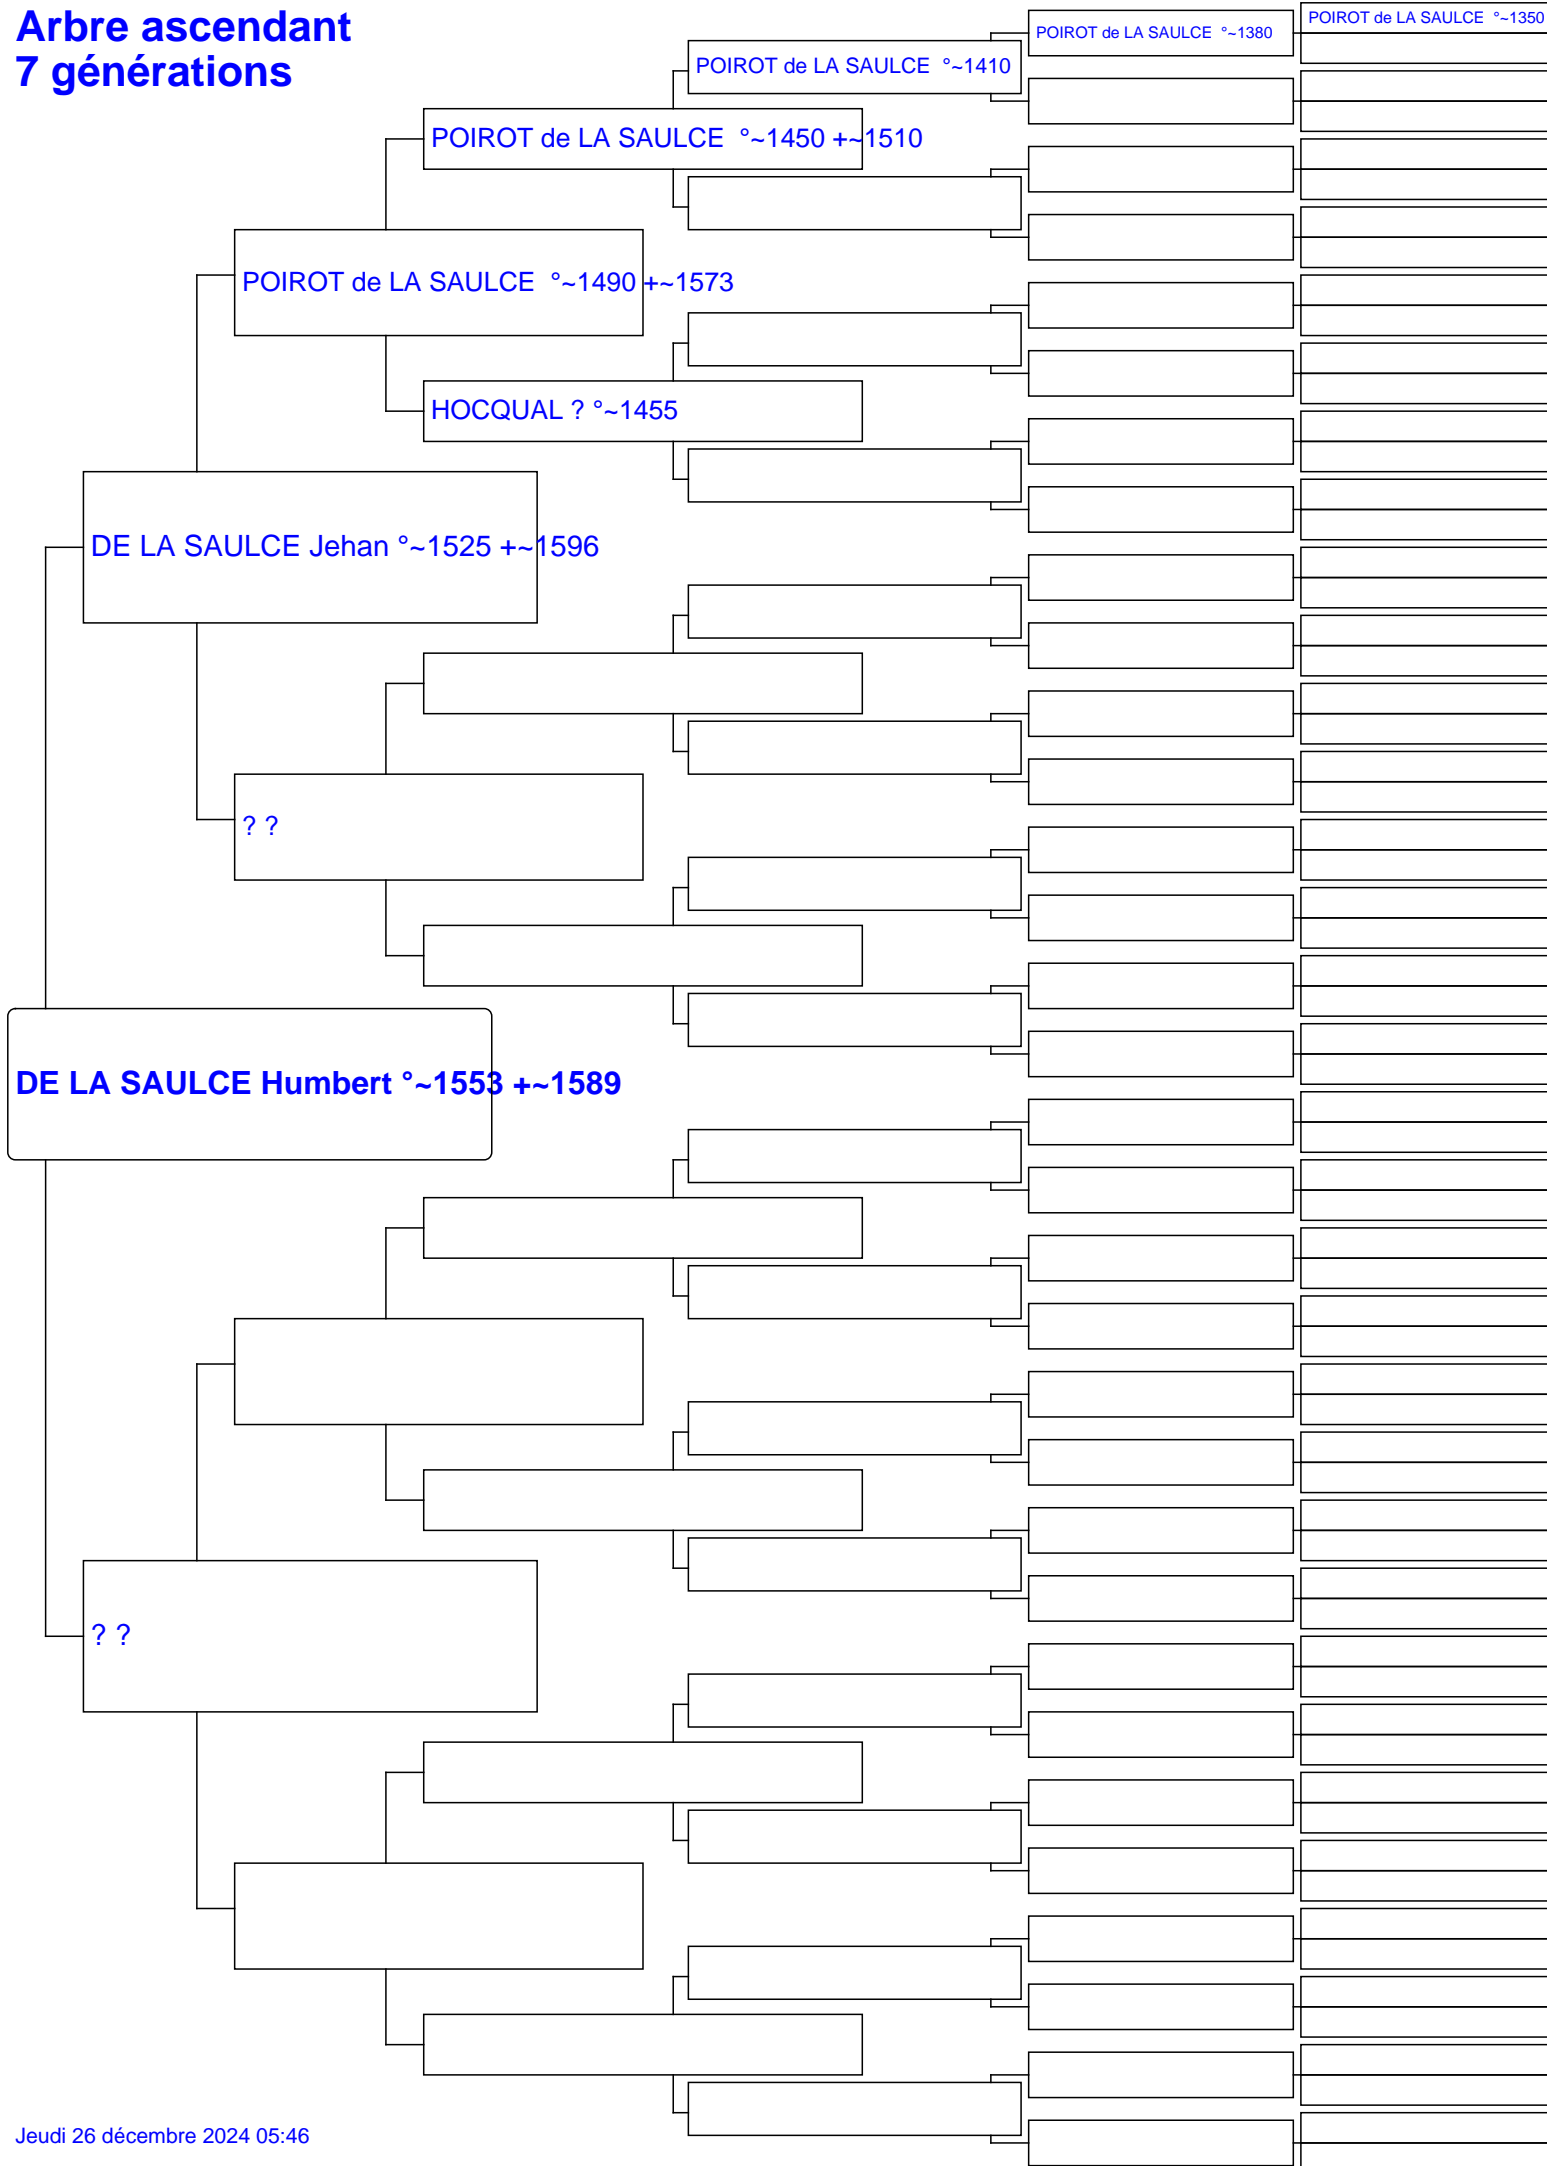 Arbre ascendant
7 générations
POIROT de LA SAULCE °~1350
POIROT de LA SAULCE °~1380
POIROT de LA SAULCE °~1410
POIROT de LA SAULCE °~1450 +~1510
POIROT de LA SAULCE °~1490 +~1573
HOCQUAL ? °~1455
DE LA SAULCE Jehan °~1525 +~1596
? ?
DE LA SAULCE Humbert °~1553 +~1589
? ?
Jeudi 26 décembre 2024 05:46